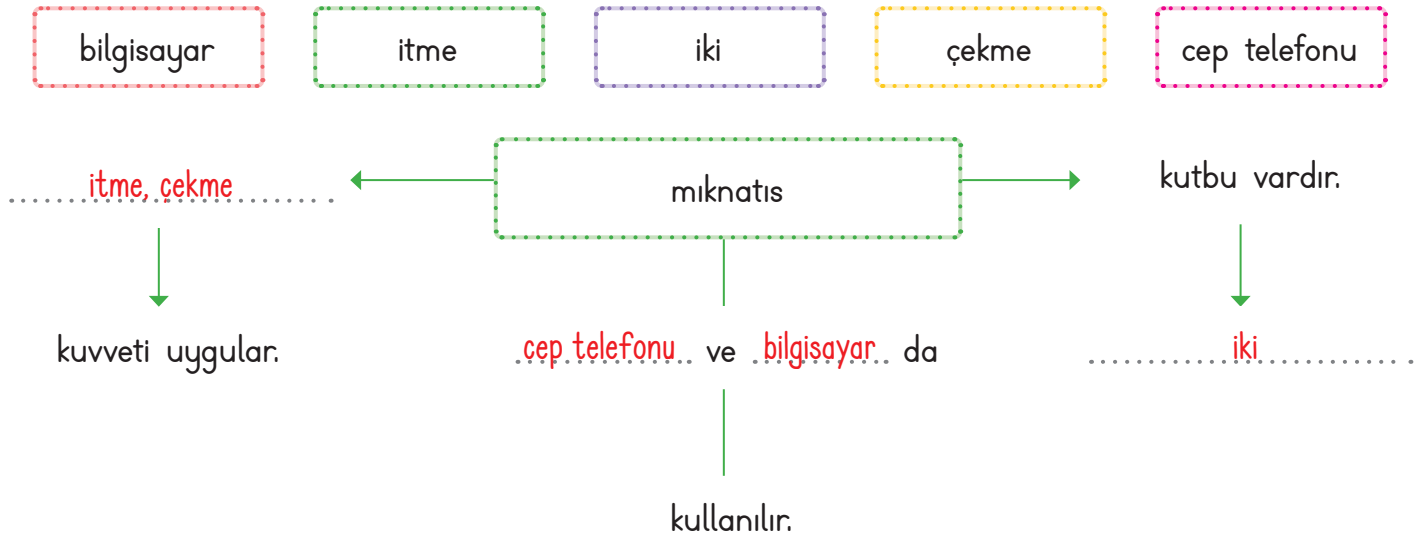 bilgisayar itme iki çekme cep telefonu
itme, çekme mıknatıs kutbu vardır.
kuvveti uygular. cep telefonu ve bilgisayar da iki
kullanılır.